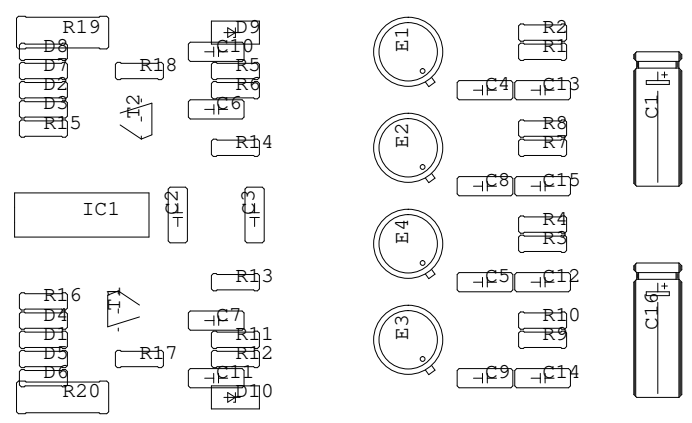 R19 D9 E1 R2
D8 C10 R1
D7 R18 R5 C4 C13 C1
D2 R6
D3 T2 C6
R15 E2 R8
R14 R7
C8 C15
IC1 C2 C3
E4 R4
R3
R13 C5 C12
R16 T1 C16
D4 C7 E3 R10
D1 R11 R9
D5 R17 R12
D6 C11 C9 C14
R20 D10